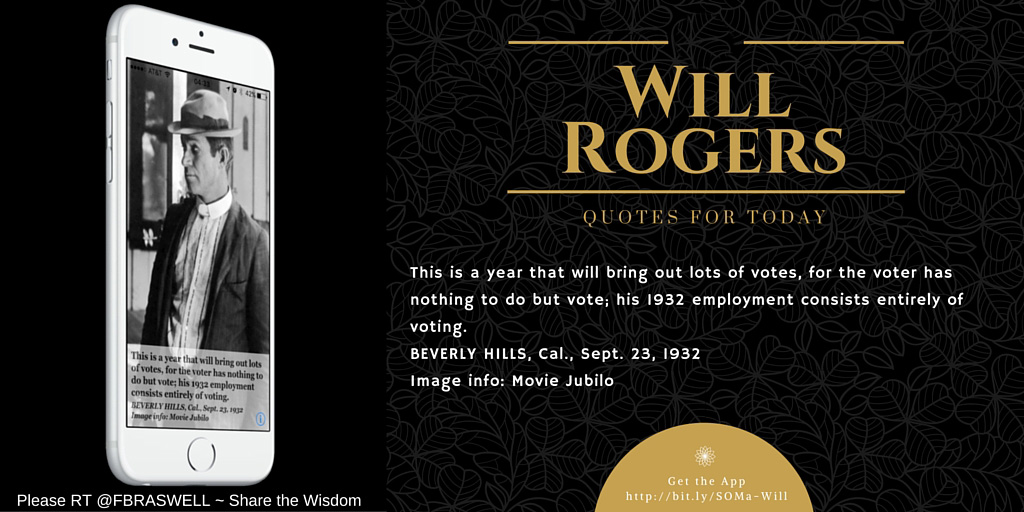 AT&T
42%
This is a year that will bring out lots
of votes, for the voter has nothing to
do but vote; his 1932 employment
consists entirely of voting.
BEVERLY HILLS, Cal., Sept. 23, 1932
Image info: Movie Jubilo
Please RT @FBRASWELL ~ Share the Wisdom
WILL
ROGERS
QUOTES FOR TODAY
This is a year that will bring out lots of votes, for the voter has
nothing to do but vote; his 1932 employment consists entirely of
voting.
BEVERLY HILLS, Cal., Sept. 23, 1932
Image info: Movie Jubilo
Get the App
http://bit.ly/SOMa-Will